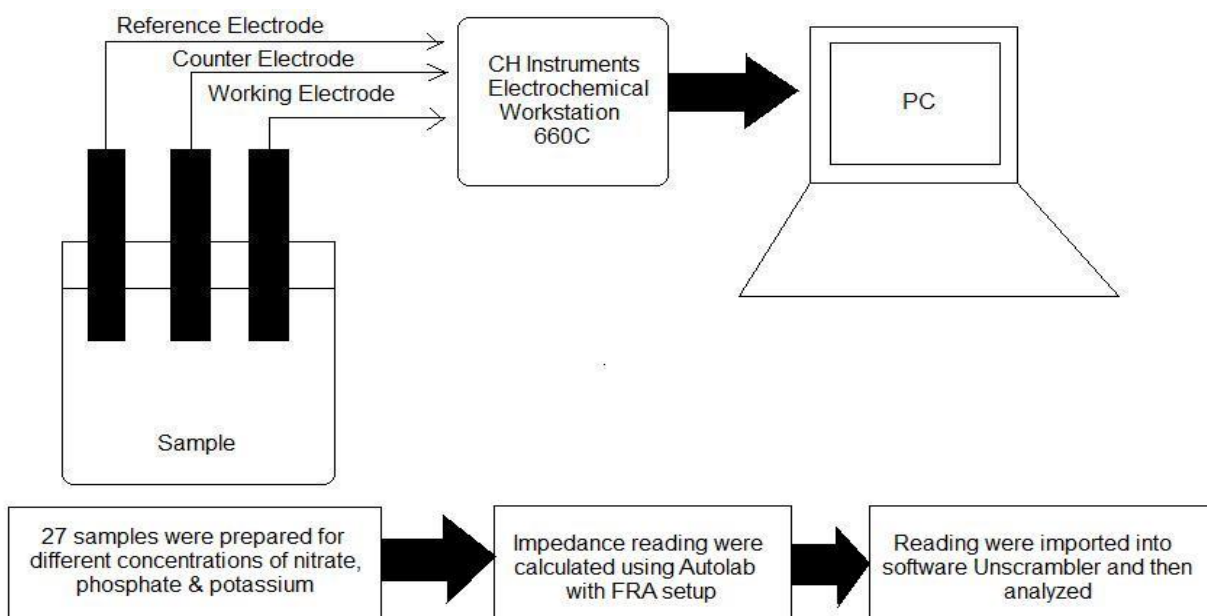 Reference Electrode
Counter Electrode
Working Electrode
CH Instruments
Electrochemical
Workstation
660C
PC
Sample
27 samples were prepared for
different concentrations of nitrate,
phosphate & potassium
Impedance reading were
calculated using Autolab
with FRA setup
Reading were imported into
software Unscrambler and then
analyzed